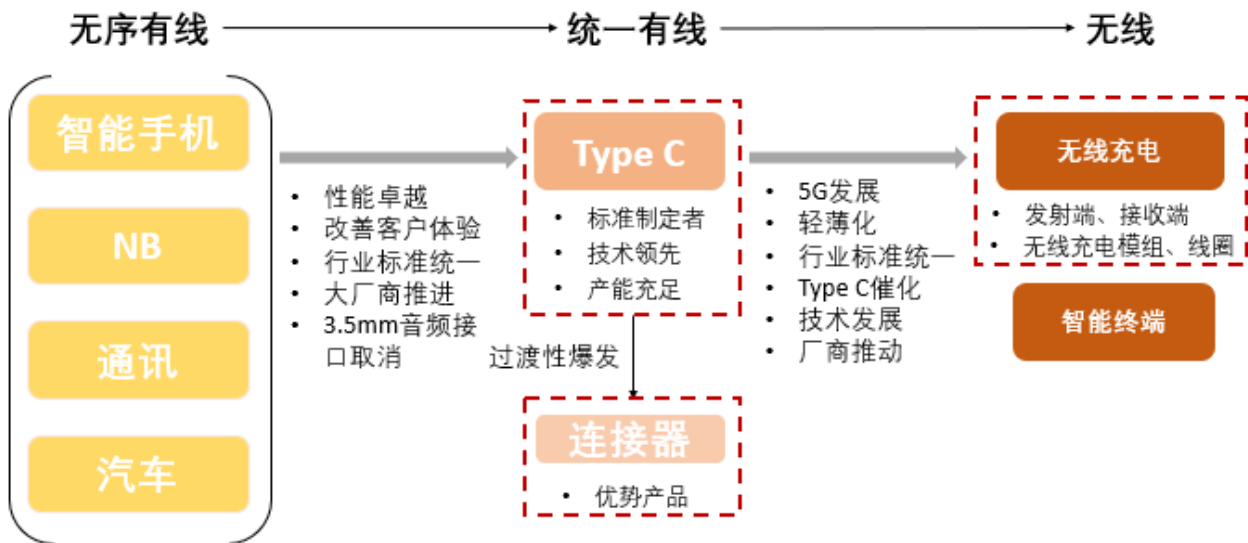 无序有线
统一有线
无线
智能手机
NB
通讯
汽车
• 性能卓越
• 改善客户体验
• 行业标准统一
• 大厂商推进
• 3.5mm音频接
口取消
Type C
• 标准制定者
• 技术领先
• 产能充足
过渡性爆发
连接器
• 优势产品
• 5G发展
• 轻薄化
• 行业标准统一
• Type C催化
• 技术发展
• 厂商推动
无线充电
• 发射端、接收端
• 无线充电模组、线圈
智能终端